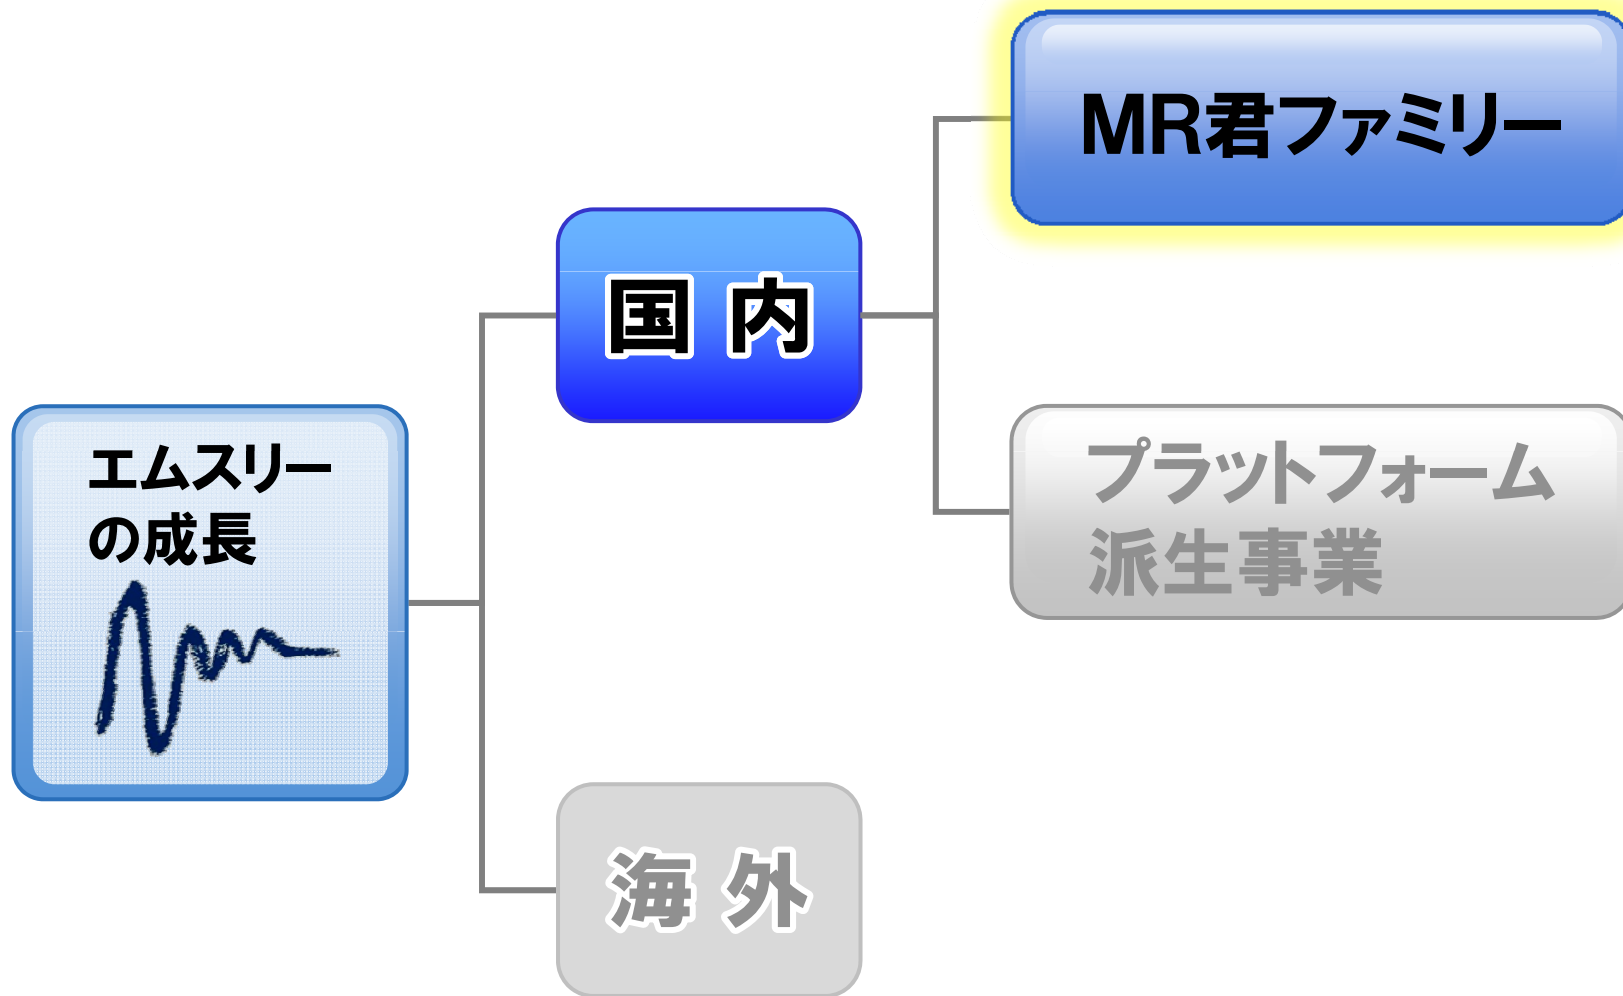 エムスリー
の成長
国 内
海 外
MR君ファミリー
プラットフォーム
派生事業